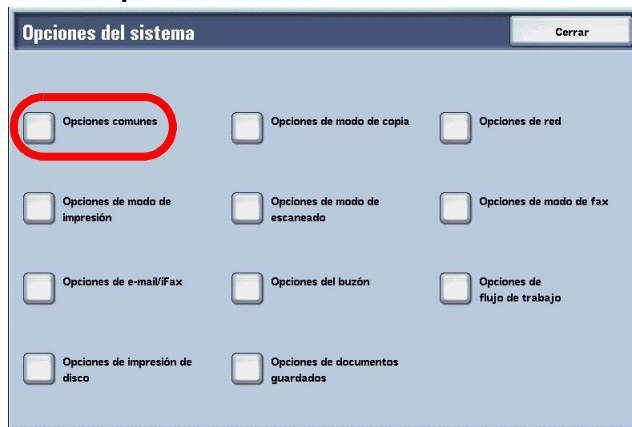 Opciones del sistema
Cerrar
Opciones comunes
Opciones de modo de copia
Opciones de red
Opciones de modo de
impresión
Opciones de modo de
escaneado
Opciones de modo de fax
Opciones de e-mail/iFax
Opciones del buzón
Opciones de
flujo de trabajo
Opciones de impresión de
disco
Opciones de documentos
guardados